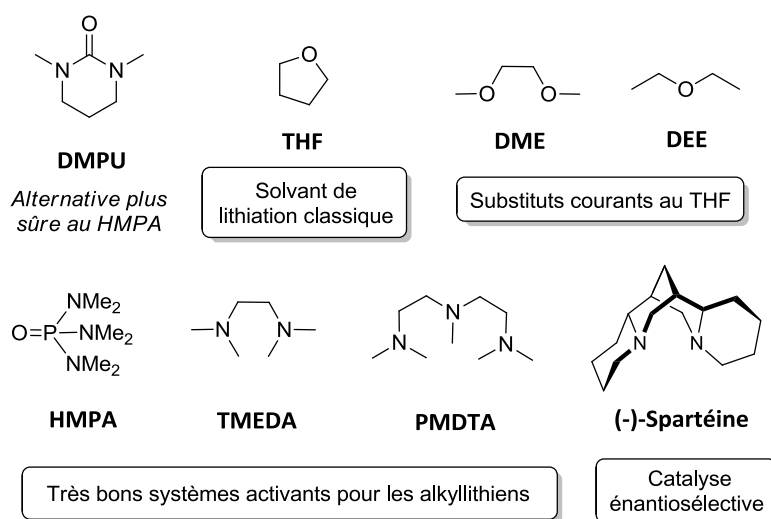 O
N N
O
O O
O
DMPU
THF
DME
DEE
Alternative plus
sûre au HMPA
Solvant de
lithiation classique
Substituts courants au THF
NMe2
O=P NMe2
NMe2
N N
N N N
N N
HMPA
TMEDA
PMDTA
(-)-Spartéine
Très bons systèmes activants pour les alkyllithiens
Catalyse
énantiosélective